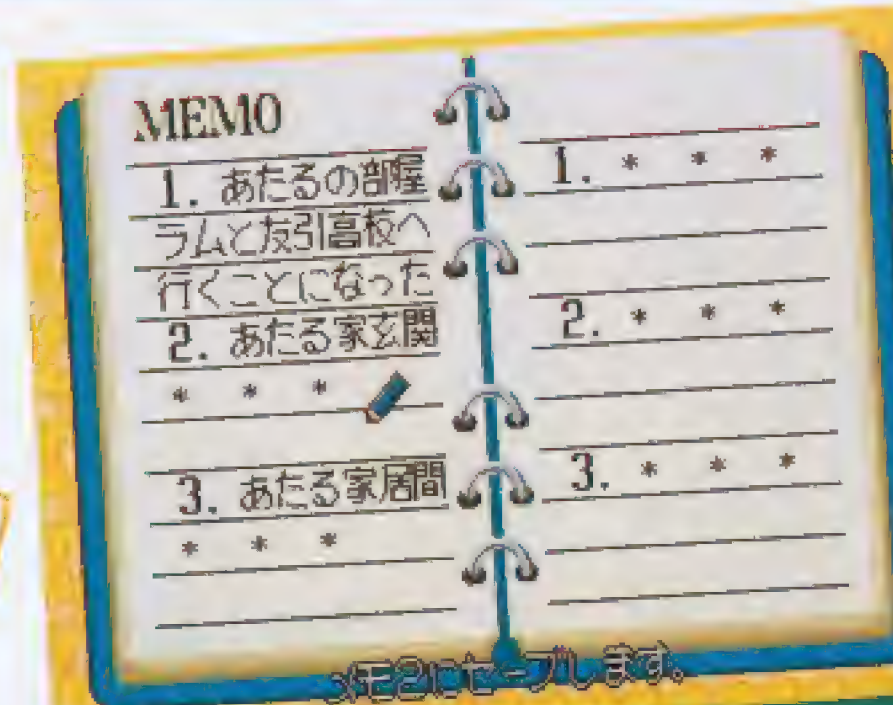 MEMO
1. あたるの部屋
ラムと友引高校へ
行くことになった
2. あたる家玄関
* * *
3. あたる家居間
* * *
1. * * *
2. * * *
3. * * *
メモ2にセーブします。